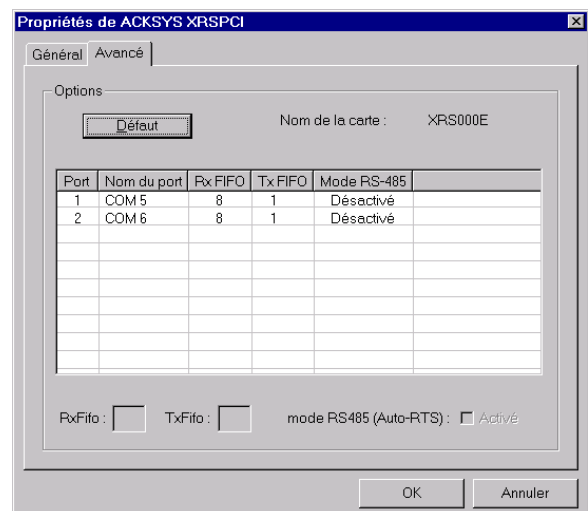 Propriétés de ACKSYS XRSPCI
Général Avancé
Options
Défaut Nom de la carte : XRS000E
Port Nom du port Rx FIFO Tx FIFO Mode RS-485
1 COM 5 8 1 Désactivé
2 COM 6 8 1 Désactivé
RxFifo : TxFifo : mode RS485 (Auto-RTS) : Activé
OK Annuler